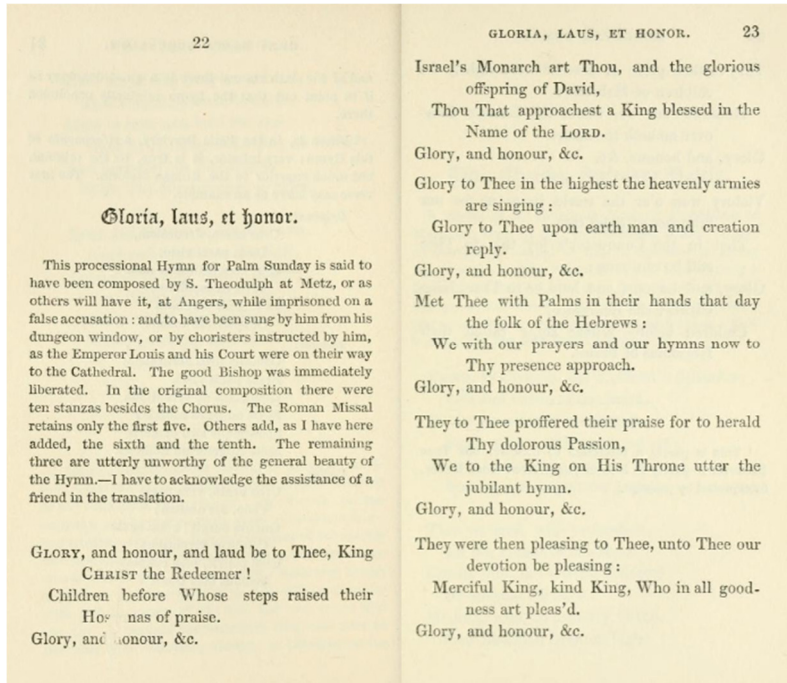 22
Gloria, laus, et honor.
This processional Hymn for Palm Sunday is said to
have been composed by S. Theodulph at Metz, or as
others will have it, at Angers, while imprisoned on a
false accusation : and to have been sung by him from his
dungeon window, or by choristers instructed by him,
as the Emperor Louis and his Court were on their way
to the Cathedral. The good Bishop was immediately
liberated. In the original composition there were
ten stanzas besides the Chorus. The Roman Missal
retains only the first five. Others add, as I have here
added, the sixth and the tenth. The remaining
three are utterly unworthy of the general beauty of
the Hymn.—I have to acknowledge the assistance of a
friend in the translation.
GLORY, and honour, and laud be to Thee, King
CHRIST the Redeemer !
Children before Whose steps raised their
nas of praise.
Glory, and onour, &c.
GLORIA, LAUS, ET HONOR. 23
Israel's Monarch art Thou, and the glorious
offspring of David,
Thou That approachest a King blessed in the
Name of the LORD.
Glory, and honour, &c.
Glory to Thee in the highest the heavenly armies
are singing :
Glory to Thee upon earth man and creation
reply.
Glory, and honour, &c.
Met Thee with Palms in their hands that day
the folk of the Hebrews :
We with our prayers and our hymns now to
Thy presence approach.
Glory, and honour, &c.
They to Thee proffered their praise for to herald
Thy dolorous Passion,
We to the King on His Throne utter the
jubilant hymn.
Glory, and honour, &c.
They were then pleasing to Thee, unto Thee our
devotion be pleasing :
Merciful King, kind King, Who in all good-
ness art pleas'd.
Glory, and honour, &c.